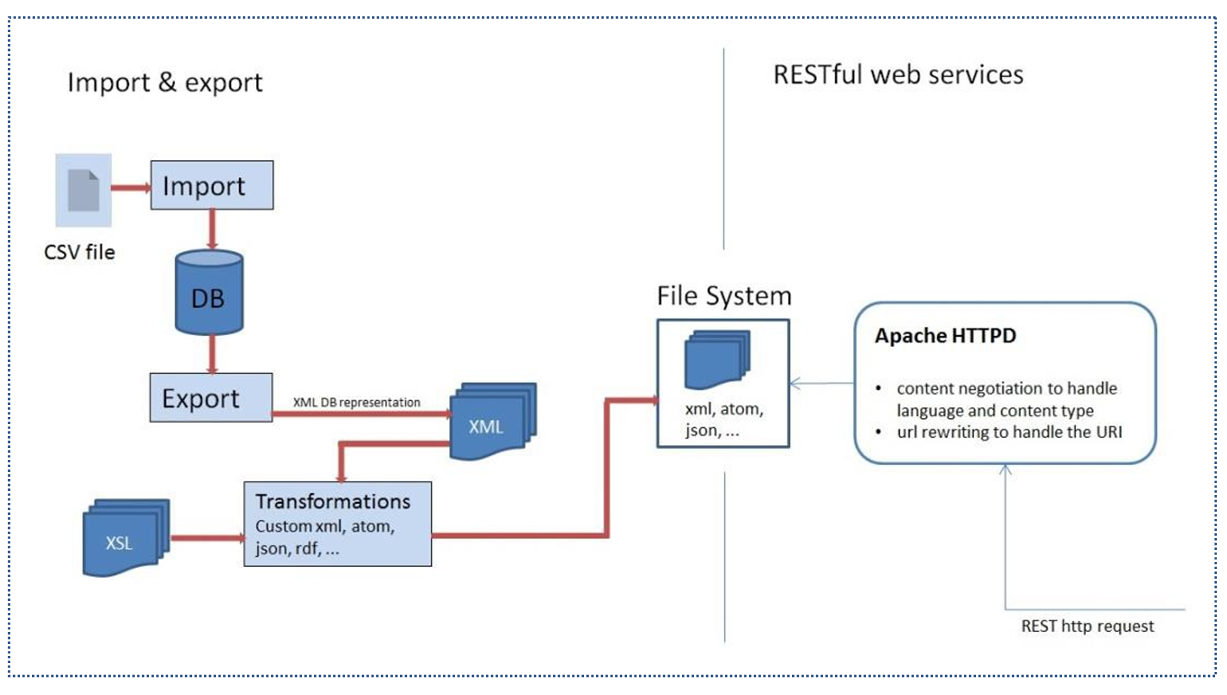 Import & export
RESTful web services
Import
CSV file
DB
Export
XML DB representation
XML
XSL
Transformations
Custom xml, atom,
json, rdf, ...
File System
xml, atom,
json, ...
Apache HTTPD
• content negotiation to handle
language and content type
• url rewriting to handle the URI
REST http request